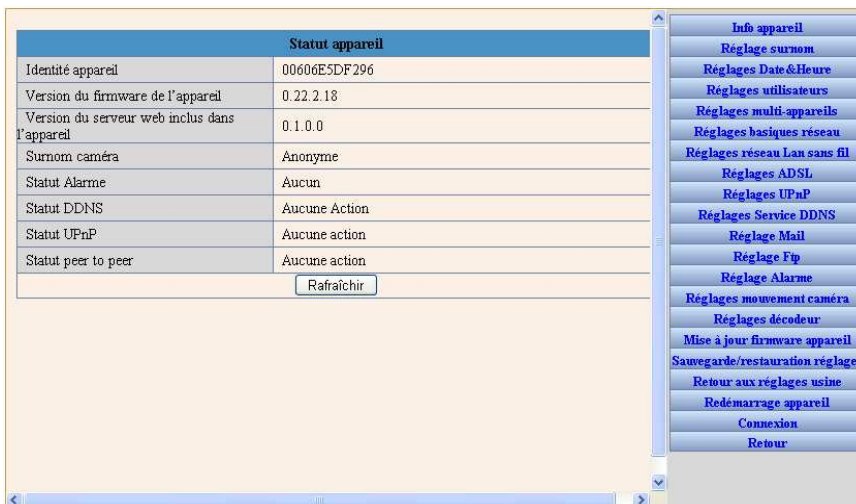 Statut appareil
Identité appareil 00606E5DF296
Version du firmware de l'appareil 0.22.2.18
Version du serveur web inclus dans
l'appareil 0.1.0.0
Surnom caméra Anonyme
Statut Alarme Aucun
Statut DDNS Aucune Action
Statut UPnP Aucune action
Statut peer to peer Aucune action
Rafraîchir
Info appareil
Réglage surnom
Réglages Date&Heure
Réglages utilisateurs
Réglages multi-appareils
Réglages basiques réseau
Réglages réseau Lan sans fil
Réglages ADSL
Réglages UPnP
Réglages Service DDNS
Réglage Mail
Réglage Ftp
Réglage Alarme
Réglages mouvement caméra
Réglages décodeur
Mise à jour firmware appareil
Sauvegarde/restauration réglage
Retour aux réglages usine
Redémarrage appareil
Connexion
Retour